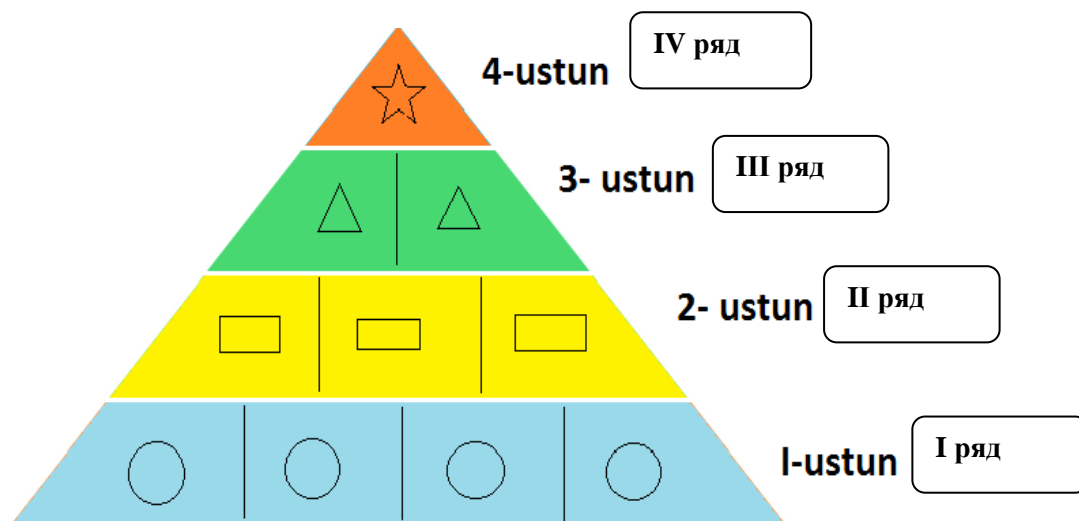 4-ustun IV ряд
3- ustun III ряд
2- ustun II ряд
I-ustun I ряд